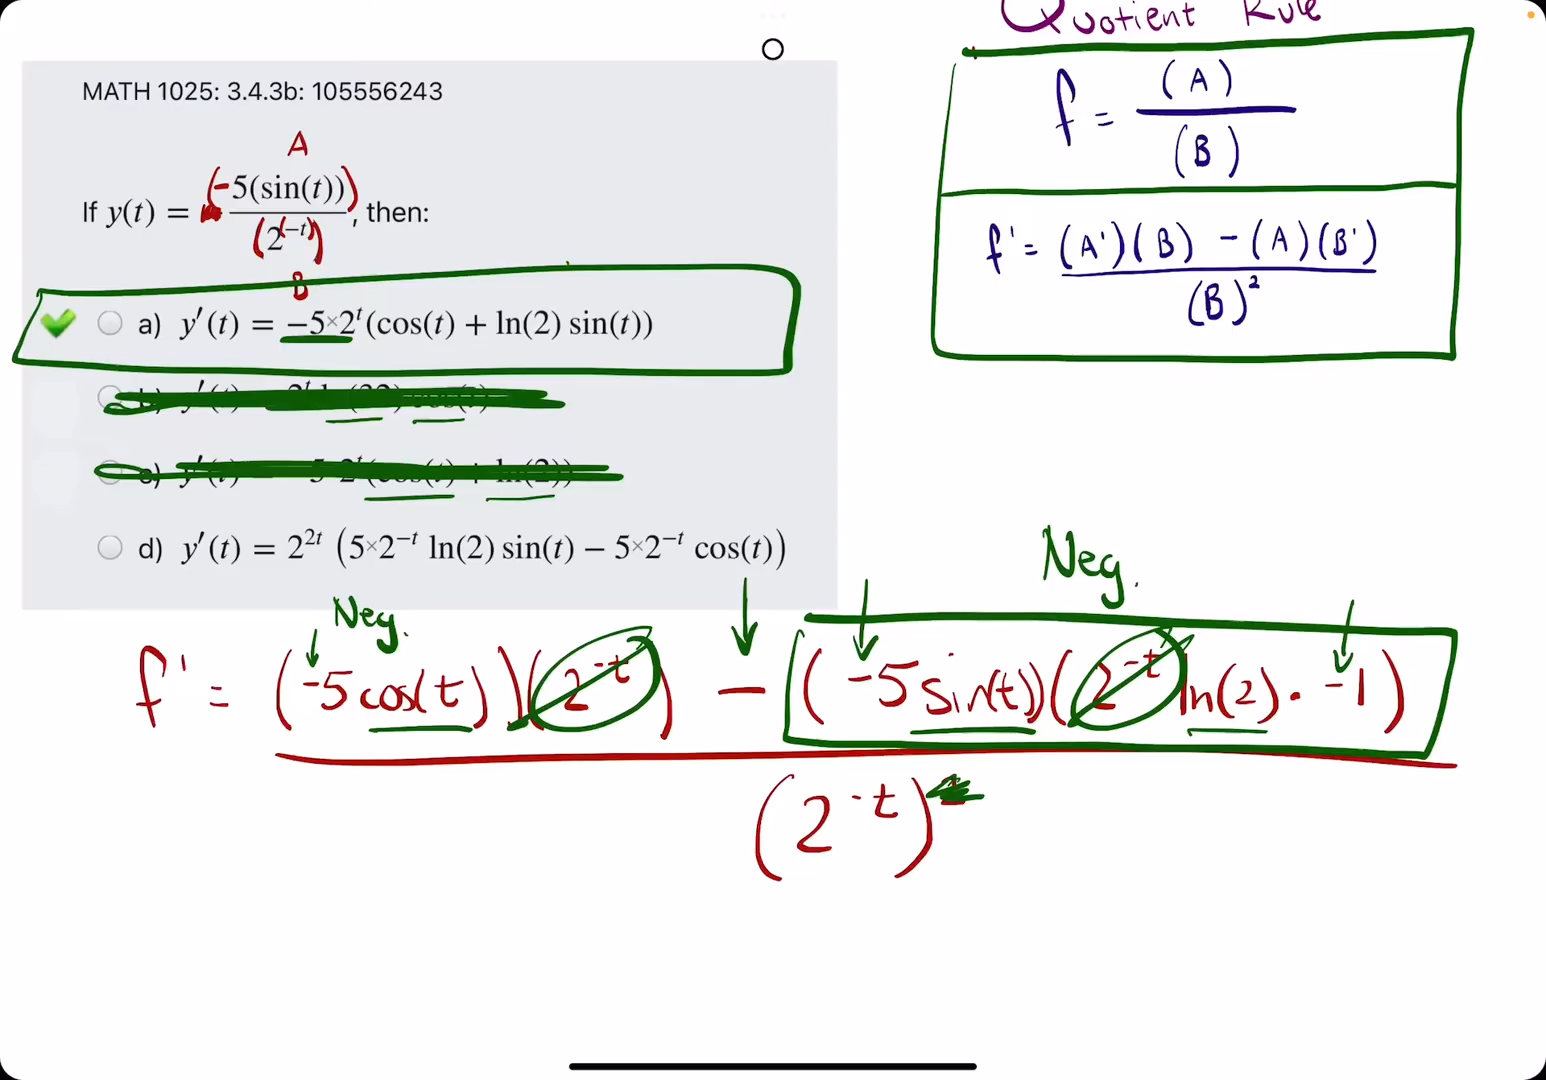 Quotient Rule
MATH 1025: 3.4.3b: 105556243
A
If y(t) = (-5(sin(t))) / (2^(-t)), then:
B
a) y′(t) = −5×2^t (cos(t) + ln(2) sin(t))
d) y′(t) = 2^2t (5×2^−t ln(2) sin(t) − 5×2^−t cos(t))
f = (A) / (B)
f' = (A')(B) - (A)(B') / (B)²
Neg.
Neg.
f' = (-5 cos(t))(2^-t) - (-5 sin(t))(2^-t ln(2) · -1)
(2^-t)